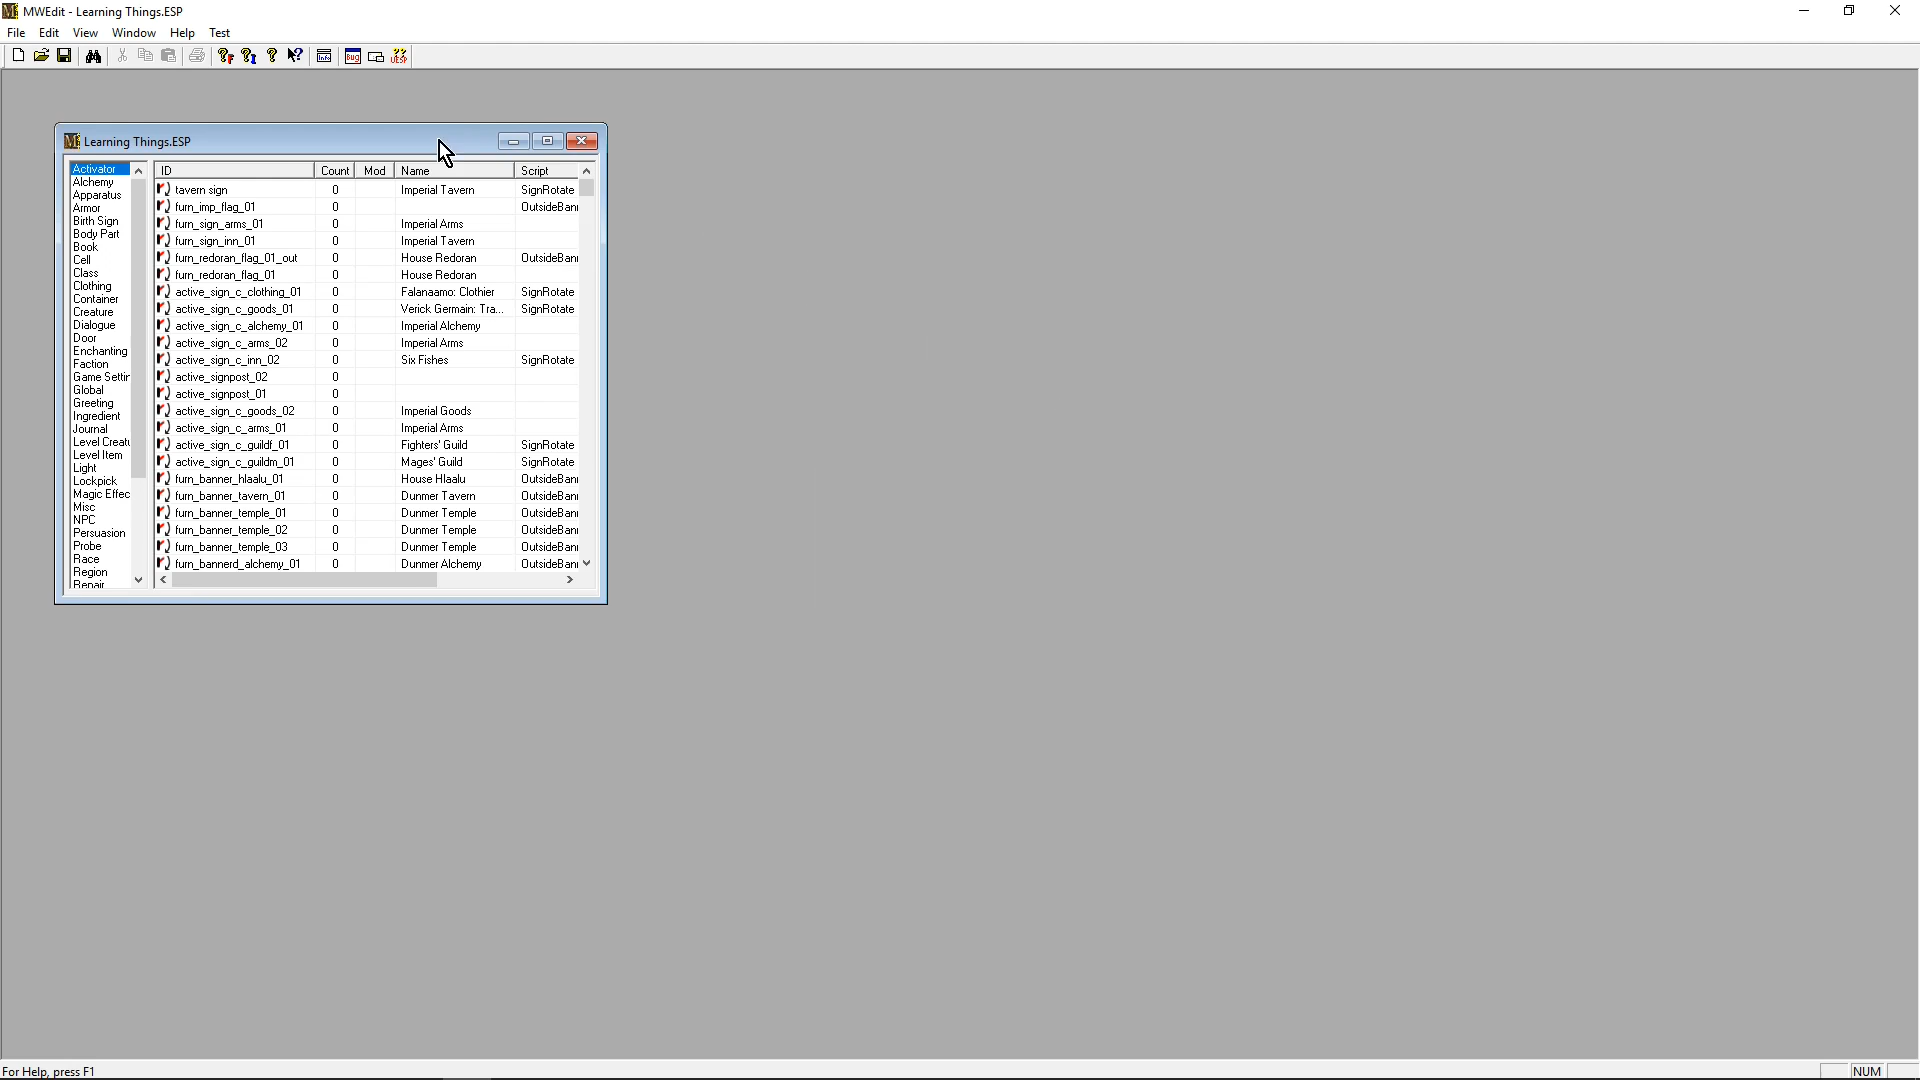 MWEdit - Learning Things.ESP
File Edit View Window Help Test
Learning Things.ESP
ID Count Mod Name Script
Activator
Alchemy
Apparatus
Armor
Birth Sign
Body Part
Book
Cell
Class
Clothing
Container
Creature
Dialogue
Door
Enchanting
Faction
Game Settin
Global
Greeting
Ingredient
Journal
Level Creatu
Level Item
Light
Lockpick
Magic Effec
Misc
NPC
Persuasion
Probe
Race
Region
Repair
tavern sign 0 Imperial Tavern SignRotate
furn_imp_flag_01 0 OutsideBan
furn_sign_arms_01 0 Imperial Arms
furn_sign_inn_01 0 Imperial Tavern
furn_redoran_flag_01_out 0 House Redoran OutsideBan
furn_redoran_flag_01 0 House Redoran
active_sign_c_clothing_01 0 Falanaamo: Clothier SignRotate
active_sign_c_goods_01 0 Verick Germain: Tra... SignRotate
active_sign_c_alchemy_01 0 Imperial Alchemy
active_sign_c_arms_02 0 Imperial Arms
active_sign_c_inn_02 0 Six Fishes SignRotate
active_signpost_02 0
active_signpost_01 0
active_sign_c_goods_02 0 Imperial Goods
active_sign_c_arms_01 0 Imperial Arms
active_sign_c_guildf_01 0 Fighters' Guild SignRotate
active_sign_c_guildm_01 0 Mages' Guild SignRotate
furn_banner_hlaalu_01 0 House Hlaalu OutsideBan
furn_banner_tavern_01 0 Dunmer Tavern OutsideBan
furn_banner_temple_01 0 Dunmer Temple OutsideBan
furn_banner_temple_02 0 Dunmer Temple OutsideBan
furn_banner_temple_03 0 Dunmer Temple OutsideBan
furn_bannerd_alchemy_01 0 Dunmer Alchemy OutsideBan
For Help, press F1
NUM